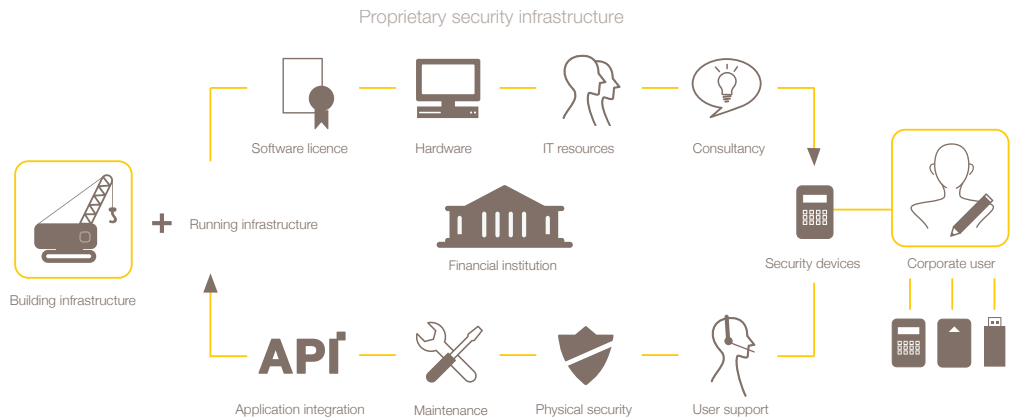 Proprietary security infrastructure
Software licence
Hardware
IT resources
Consultancy
Building infrastructure
+
Running infrastructure
Financial institution
Security devices
Corporate user
API
Application integration
Maintenance
Physical security
User support